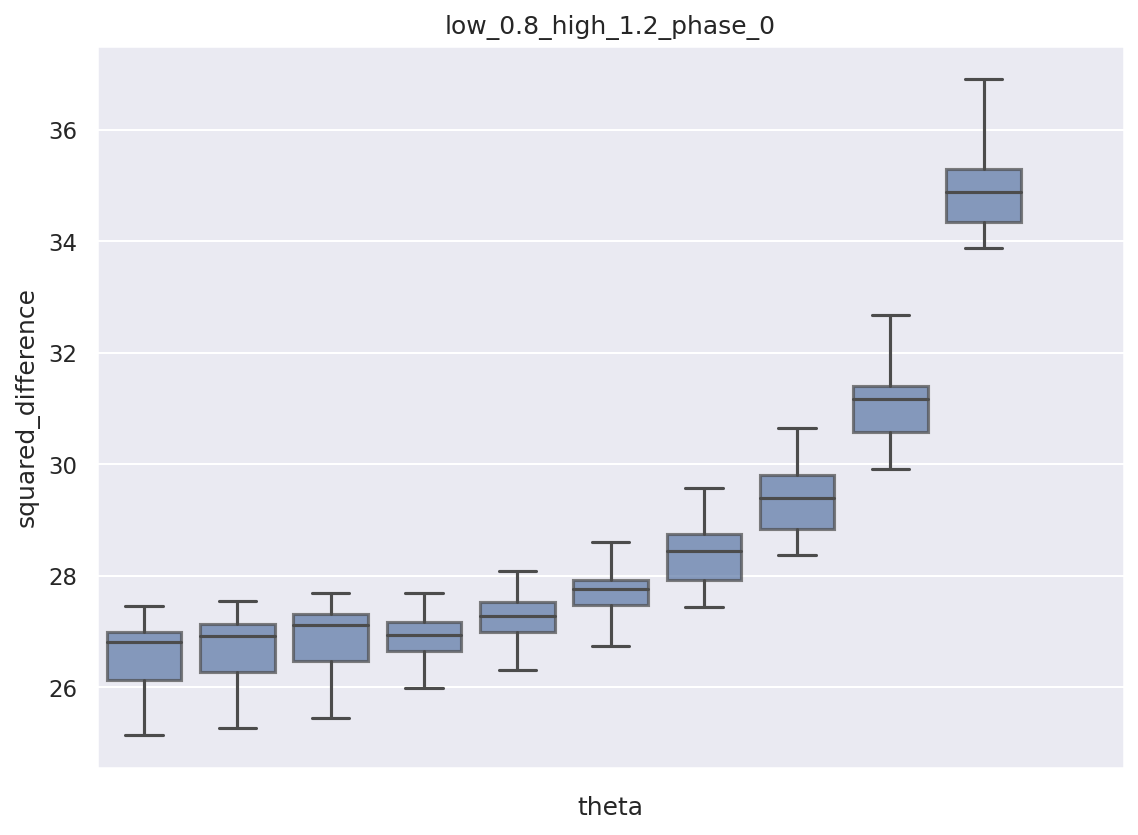 low_0.8_high_1.2_phase_0
36
34
32
30
28
26
squared_difference
theta